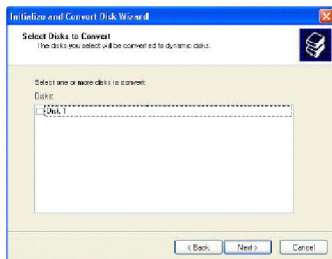 Initialize and Convert Disk Wizard
Select Disks to Convert
The disks you select will be converted to dynamic disks.
Select one or more disks to convert:
Disks:
Disk 1
< Back
Next >
Cancel